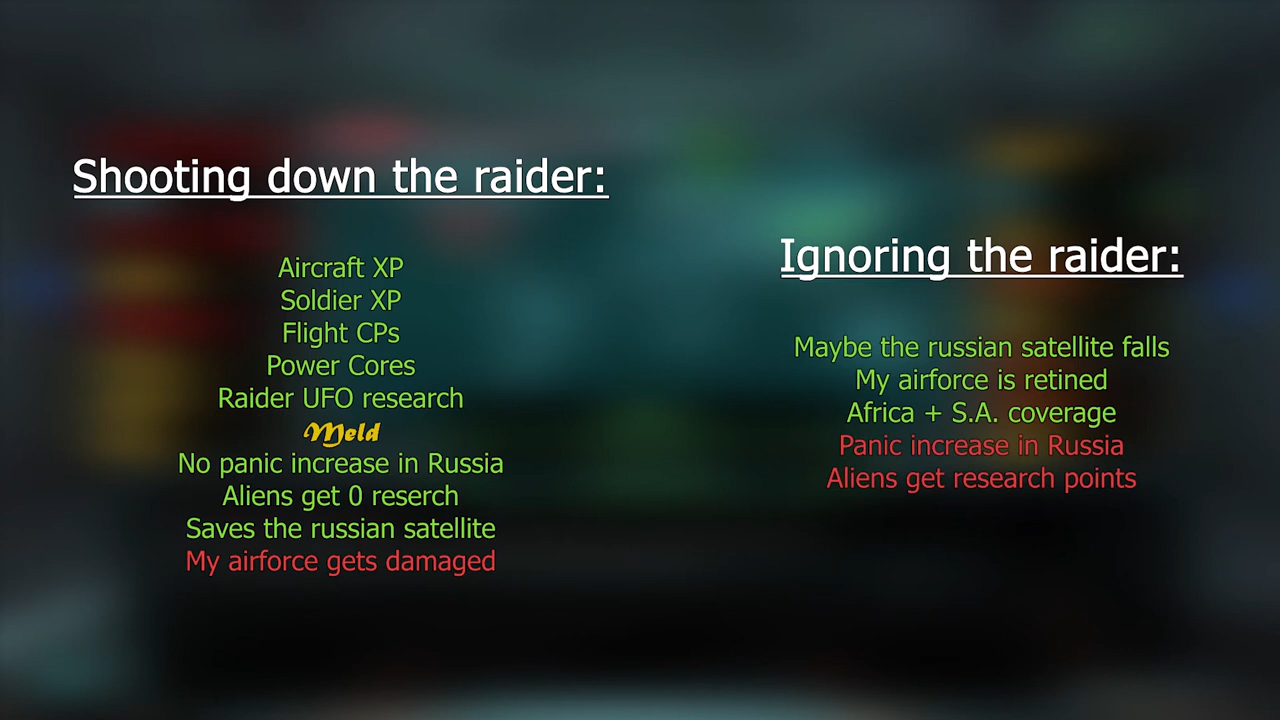 Shooting down the raider:
Aircraft XP
Soldier XP
Flight CPs
Power Cores
Raider UFO research
Meld
No panic increase in Russia
Aliens get 0 reserch
Saves the russian satellite
My airforce gets damaged
Ignoring the raider:
Maybe the russian satellite falls
My airforce is retined
Africa + S.A. coverage
Panic increase in Russia
Aliens get research points